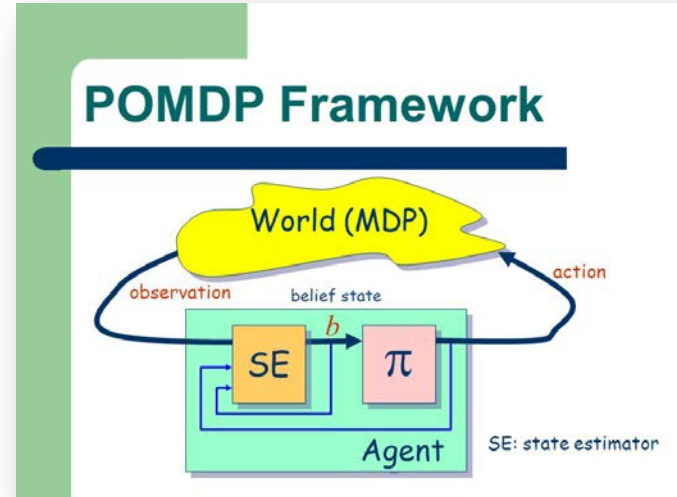 POMDP Framework
World (MDP)
observation
belief state
action
b
SE
π
Agent
SE: state estimator